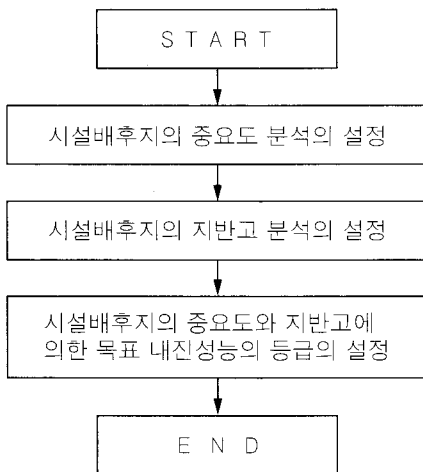 S T A R T
시설배후지의 중요도 분석의 설정
시설배후지의 지반고 분석의 설정
시설배후지의 중요도와 지반고에
의한 목표 내진성능의 등급의 설정
E N D